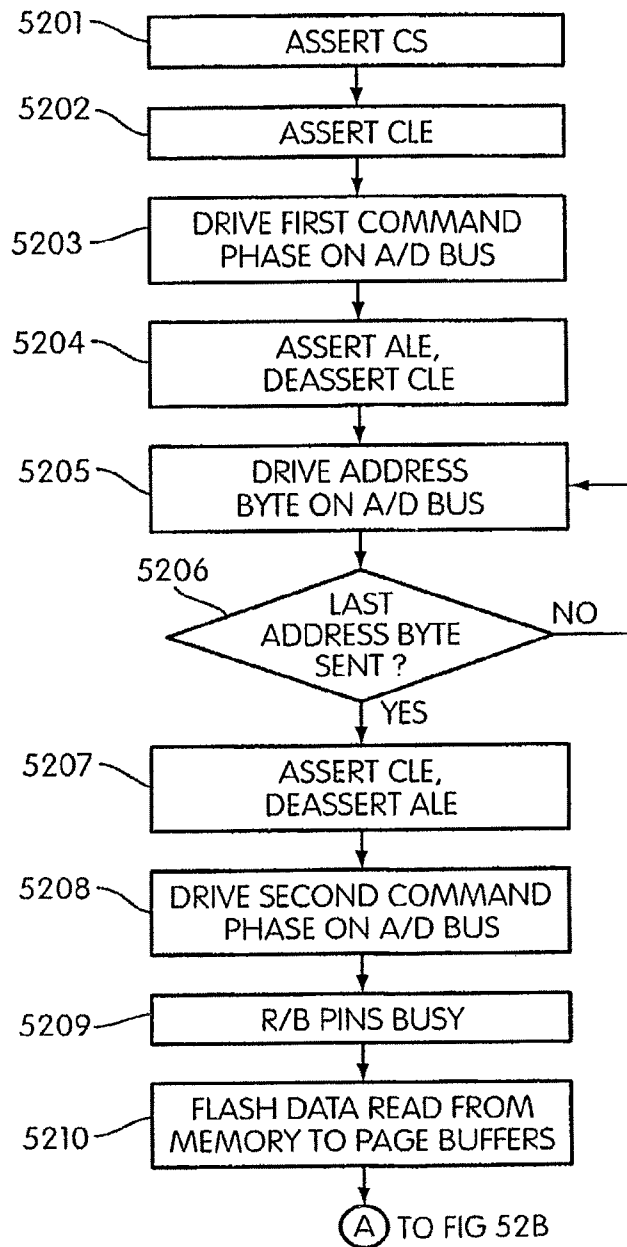 5201
ASSERT CS
5202
ASSERT CLE
5203
DRIVE FIRST COMMAND
PHASE ON A/D BUS
5204
ASSERT ALE,
DEASSERT CLE
5205
DRIVE ADDRESS
BYTE ON A/D BUS
5206
LAST
ADDRESS BYTE
SENT ?
NO
YES
5207
ASSERT CLE,
DEASSERT ALE
5208
DRIVE SECOND COMMAND
PHASE ON A/D BUS
5209
R/B PINS BUSY
5210
FLASH DATA READ FROM
MEMORY TO PAGE BUFFERS
A TO FIG 52B